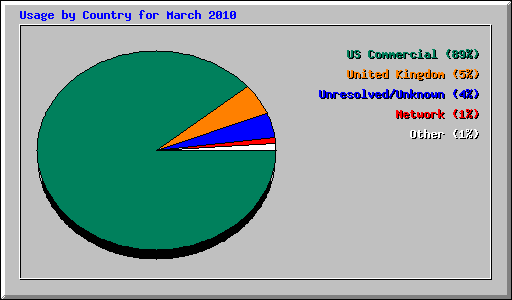 Usage by Country for March 2010
US Commercial (89%)
United Kingdom (5%)
Unresolved/Unknown (4%)
Network (1%)
Other (1%)